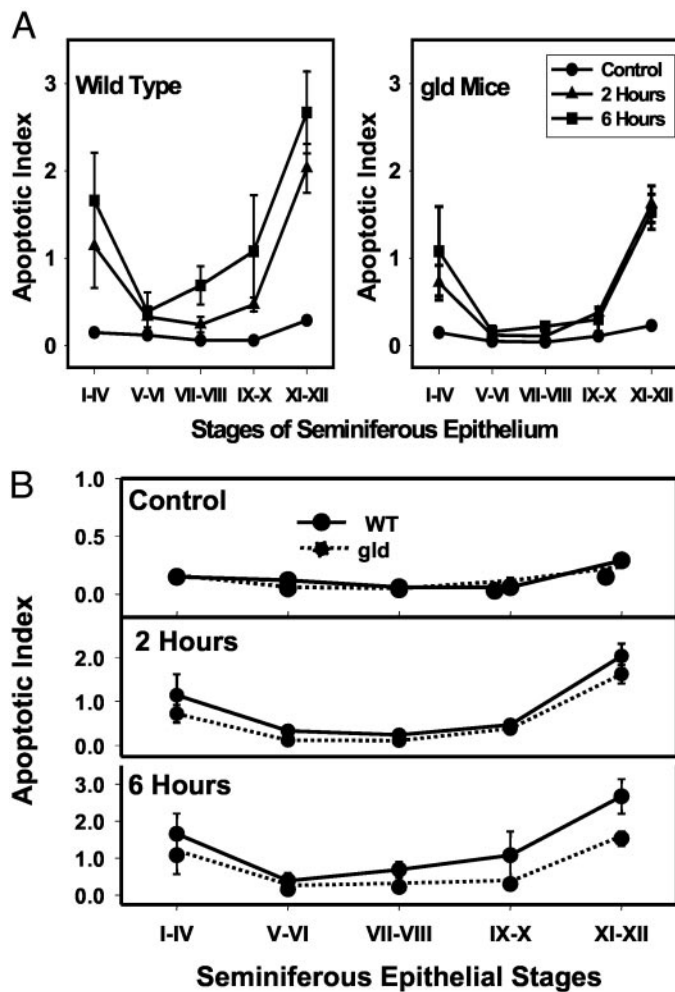 A
Wild Type
gld Mice
Control
2 Hours
6 Hours
Apoptotic Index
3
2
1
0
I-IV V-VI VII-VIII IX-X XI-XII
Apoptotic Index
3
2
1
0
I-IV V-VI VII-VIII IX-X XI-XII
Stages of Seminiferous Epithelium
B
Apoptotic Index
Control
WT
gld
1.0
0.5
0.0
2 Hours
2.0
1.0
0.0
6 Hours
3.0
2.0
1.0
0.0
I-IV V-VI VII-VIII IX-X XI-XII
Seminiferous Epithelial Stages